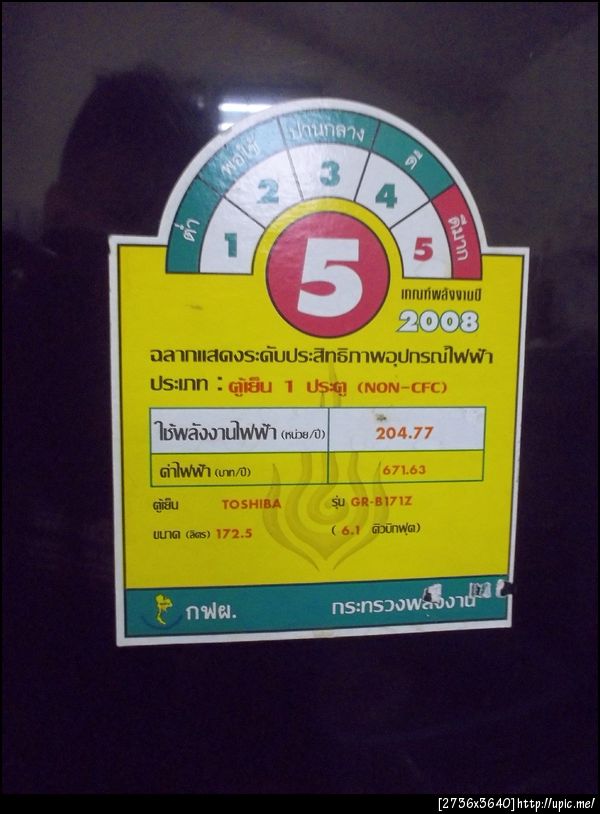 ต่ำ พอใช้ ปานกลาง ดี ดีมาก
1 2 3 4 5
5
เกณฑ์พลังงานปี
2008
ฉลากแสดงระดับประสิทธิภาพอุปกรณ์ไฟฟ้า
ประเภท : ตู้เย็น 1 ประตู (NON-CFC)
ใช้พลังงานไฟฟ้า (หน่วย/ปี) 204.77
ค่าไฟฟ้า (บาท/ปี) 671.63
ตู้เย็น TOSHIBA รุ่น GR-B171Z
ขนาด (ลิตร) 172.5 ( 6.1 คิวบิกฟุต)
กฟผ. กระทรวงพลังงาน
[2736x3640]http://upic.me/